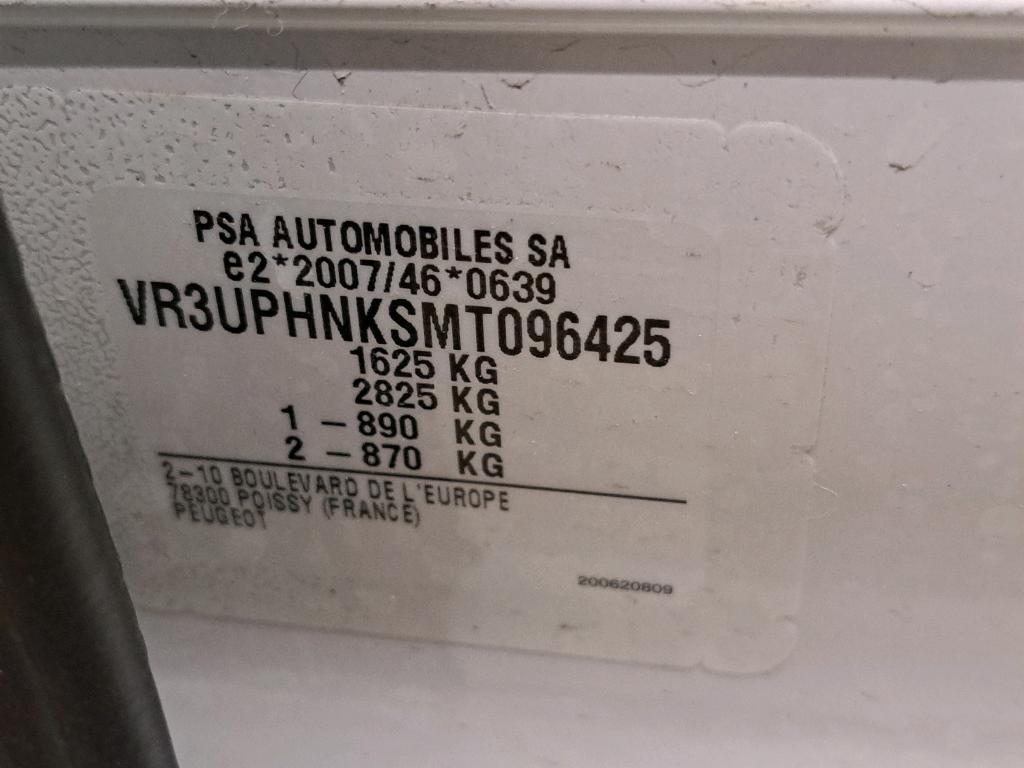 PSA AUTOMOBILES SA
e2*2007/46*0639
VR3UPHNKSMT096425
1625 KG
2825 KG
1 -890 KG
2 -870 KG
2-10 BOULEVARD DE L'EUROPE
78300 POISSY (FRANCE)
PEUGEOT
200620809